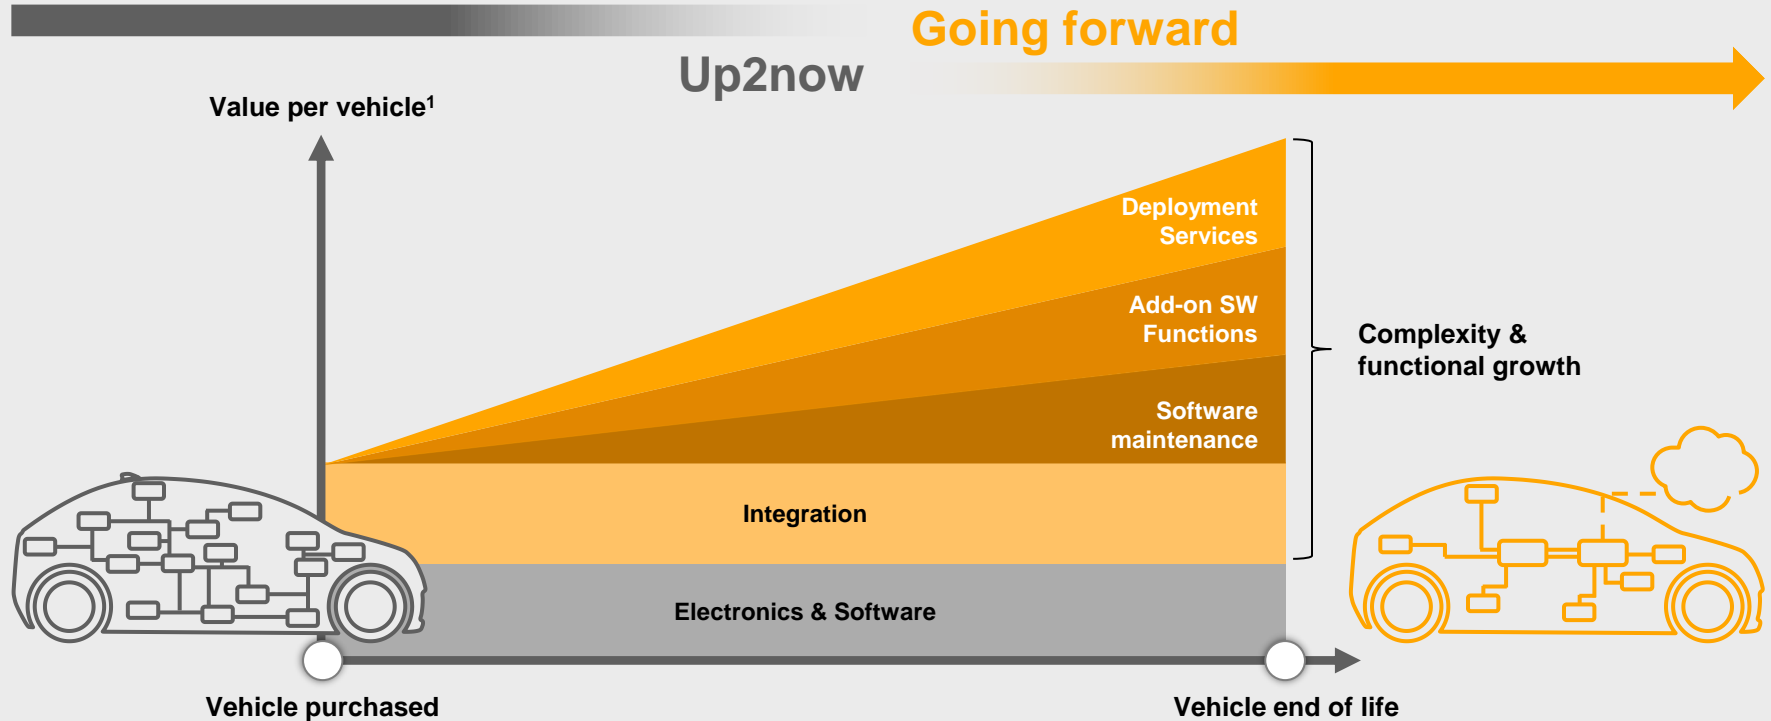 Going forward
Up2now
Value per vehicle¹
Deployment
Services
Add-on SW
Functions
Complexity &
functional growth
Software
maintenance
Integration
Electronics & Software
Vehicle purchased
Vehicle end of life